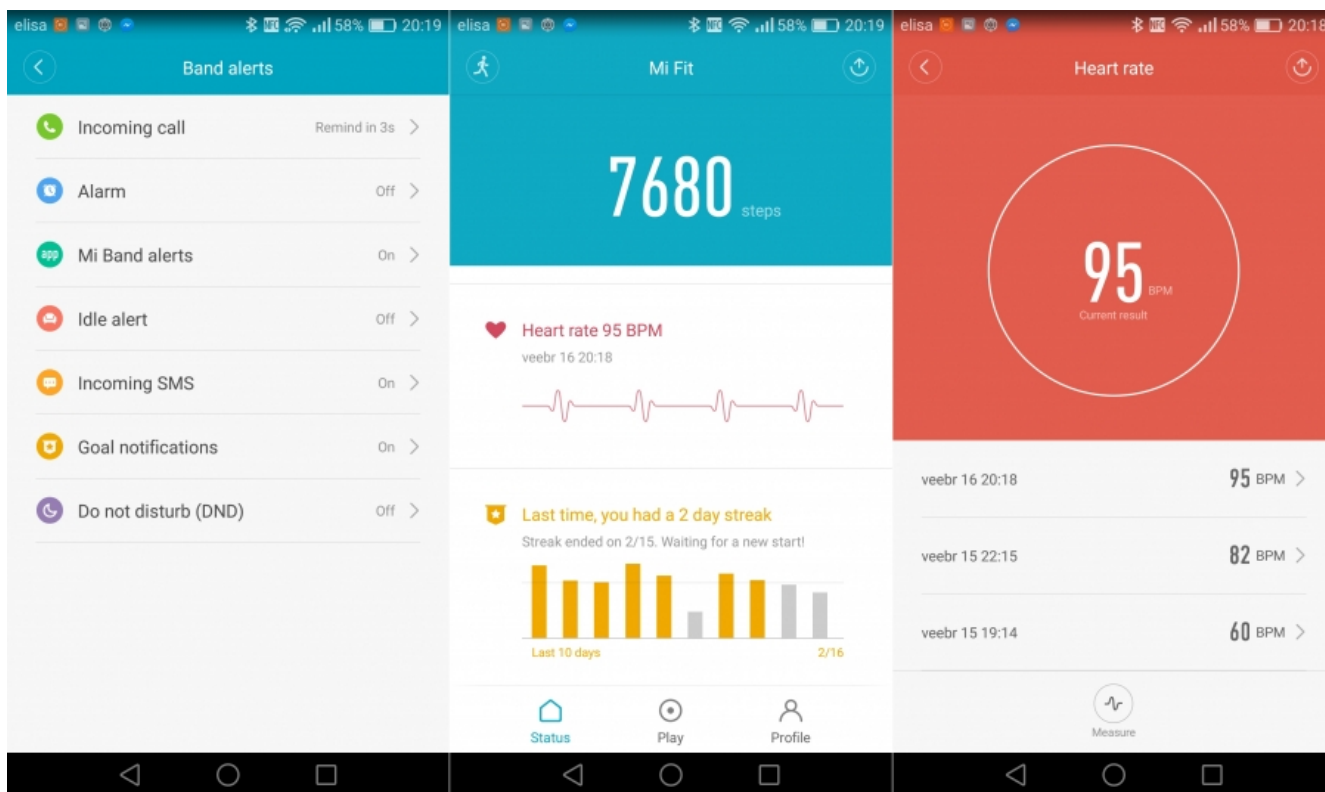 elisa NFC 58% 20:19
Band alerts
Incoming call Remind in 3s
Alarm Off
app Mi Band alerts On
Idle alert Off
Incoming SMS On
Goal notifications On
Do not disturb (DND) Off
elisa NFC 58% 20:19
Mi Fit
7680 steps
Heart rate 95 BPM
veebr 16 20:18
Last time, you had a 2 day streak
Streak ended on 2/15. Waiting for a new start!
Last 10 days 2/16
Status Play Profile
elisa NFC 58% 20:18
Heart rate
95 BPM
Current result
veebr 16 20:18 95 BPM
veebr 15 22:15 82 BPM
veebr 15 19:14 60 BPM
Measure